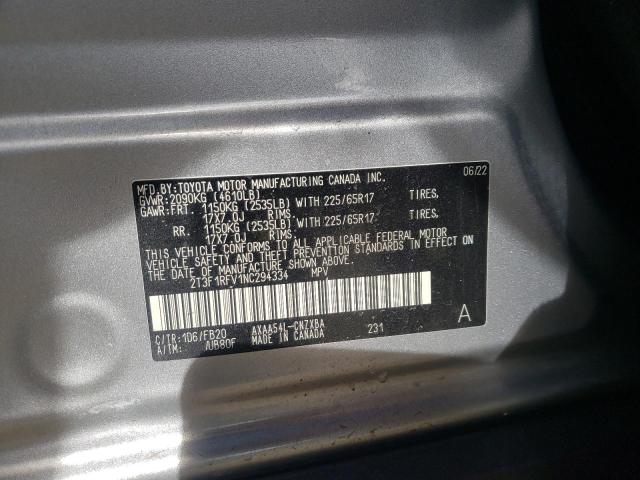 MFD.BY:TOYOTA MOTOR MANUFACTURING CANADA INC. 06/22
GVWR:2090KG (4610LB)
GAWR:FRT. 1150KG (2535LB) WITH 225/65R17 TIRES,
17X7.0J RIMS,
RR. 1150KG (2535LB) WITH 225/65R17 TIRES,
17X7.0J RIMS,
THIS VEHICLE CONFORMS TO ALL APPLICABLE FEDERAL MOTOR
VEHICLE SAFETY AND THEFT PREVENTION STANDARDS IN EFFECT
ON THE DATE OF MANUFACTURE SHOWN ABOVE.
2T3F1RFV1NC294334 MPV
C/TR:1D6/FB20 AXAA54L-CNZXBA A
A/TM: /UB80F MADE IN CANADA 231